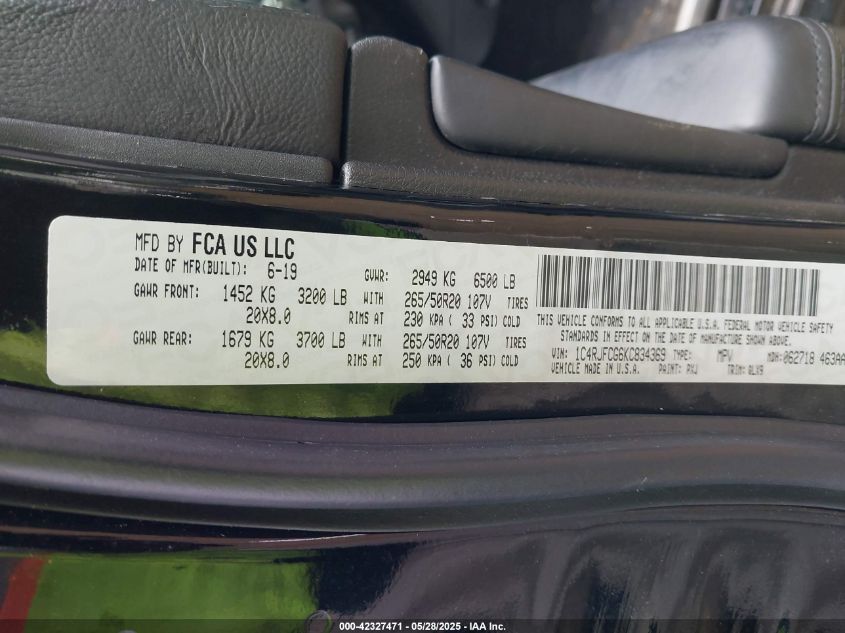 MFD BY FCA US LLC
DATE OF MFR(BUILT): 6-19 GVWR: 2949 KG 6500 LB
GAWR FRONT: 1452 KG 3200 LB WITH 265/50R20 107V TIRES
20X8.0 RIMS AT 230 KPA ( 33 PSI) COLD
GAWR REAR: 1679 KG 3700 LB WITH 265/50R20 107V TIRES
20X8.0 RIMS AT 250 KPA ( 36 PSI) COLD
THIS VEHICLE CONFORMS TO ALL APPLICABLE U.S.A. FEDERAL MOTOR VEHICLE SAFETY
STANDARDS IN EFFECT ON THE DATE OF MANUFACTURE SHOWN ABOVE.
VIN: 1C4RJFCG6KC834369 TYPE: MPV MDH: 062718 463AA
VEHICLE MADE IN U.S.A. PAINT: PXJ TRIM: QLX9
000-42327471 - 05/28/2025 - IAA Inc.